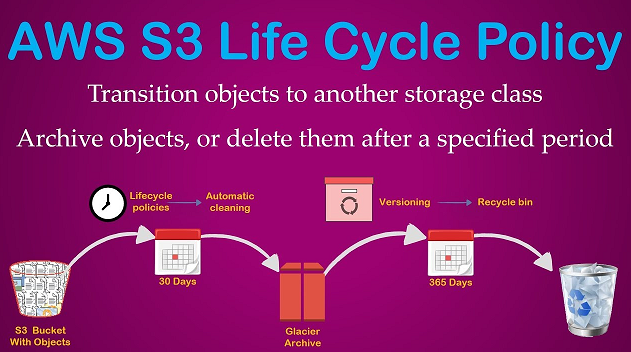 AWS S3 Life Cycle Policy
Transition objects to another storage class
Archive objects, or delete them after a specified period
Lifecycle
policies
Automatic
cleaning
Versioning
Recycle bin
30 Days
365 Days
S3 Bucket
With Objects
Glacier
Archive